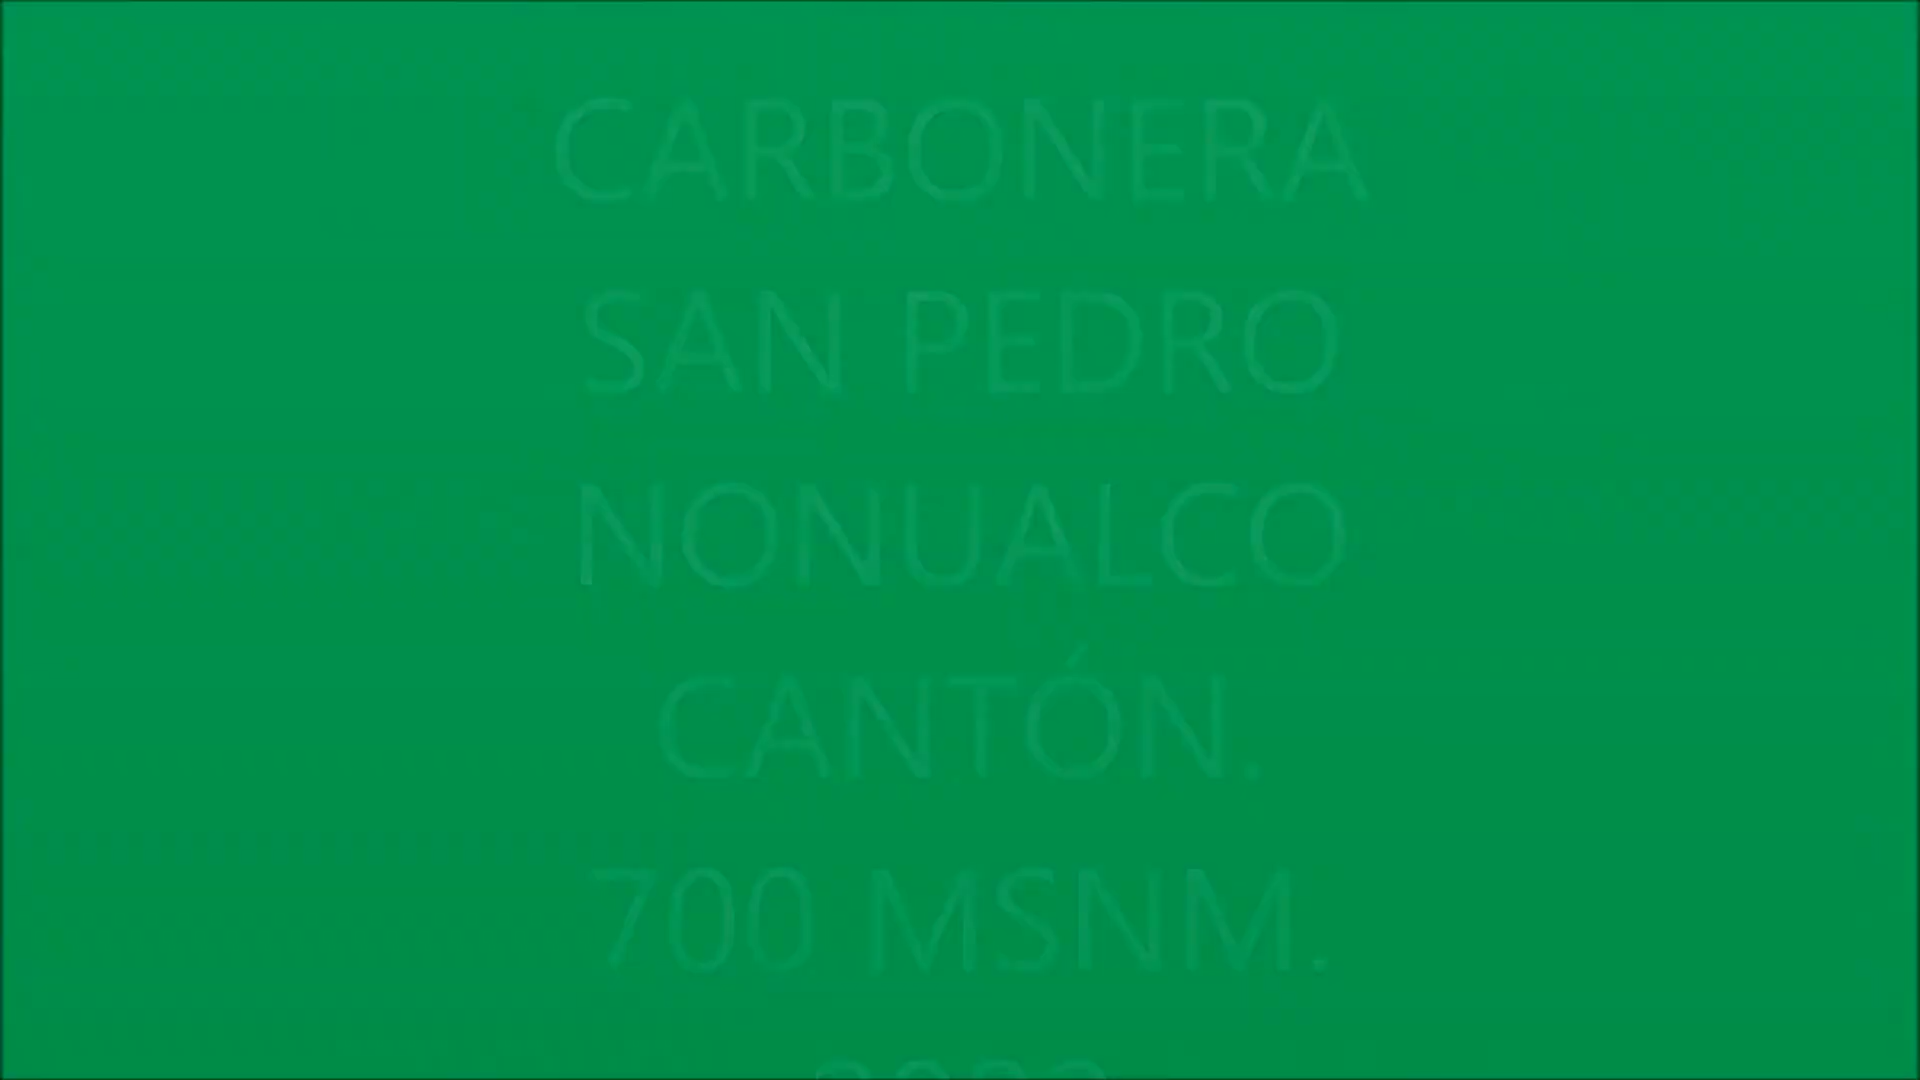 CARBONERA
SAN PEDRO
NONUALCO
CANTÓN.
700 MSNM.